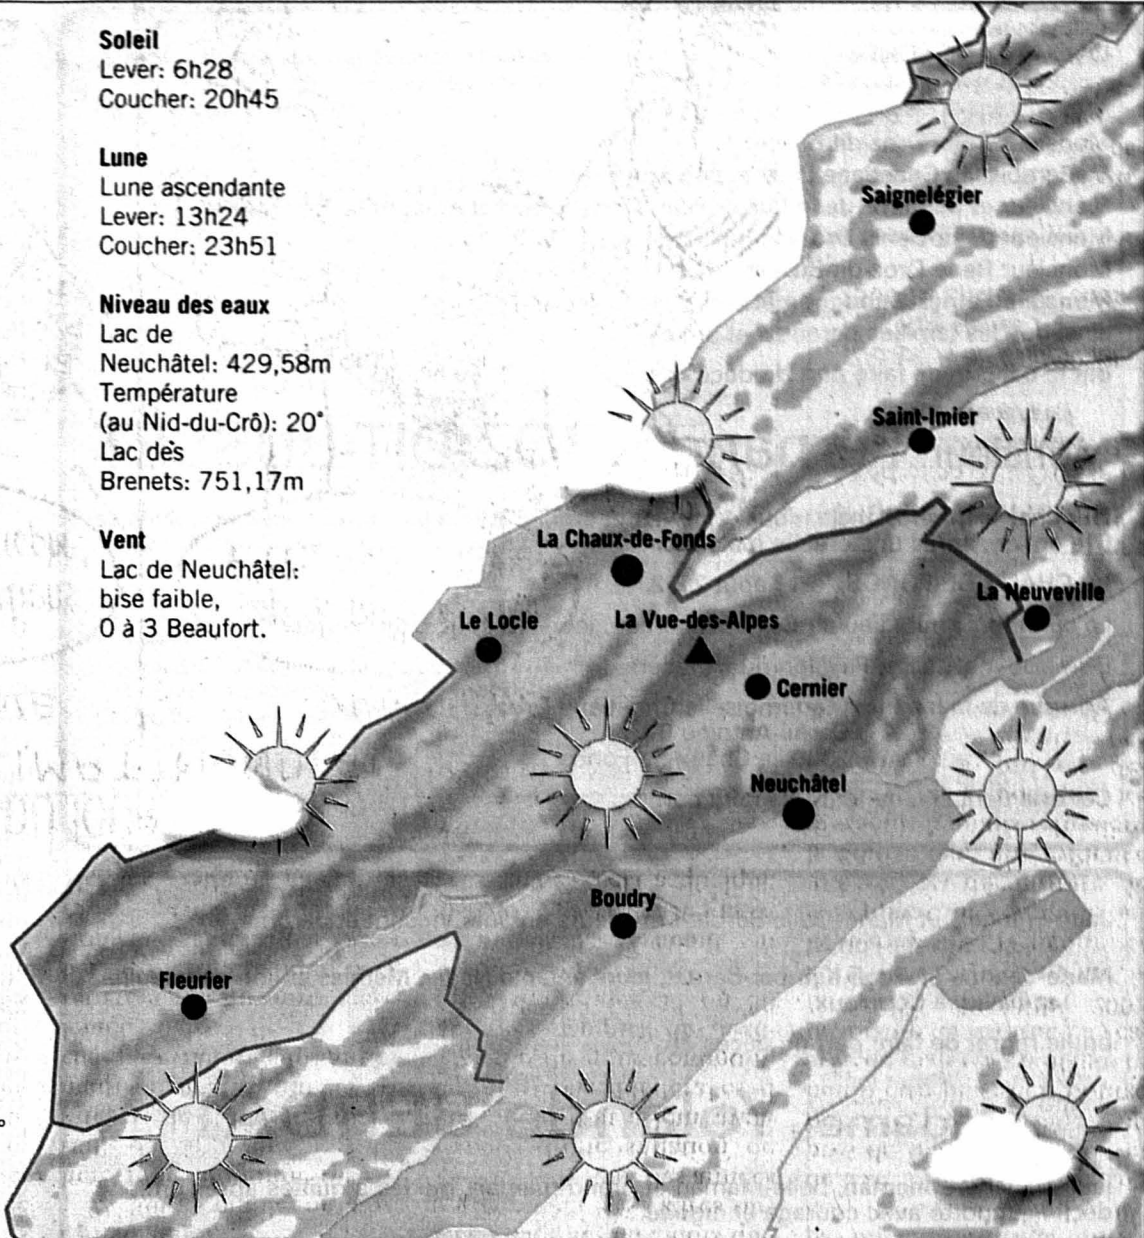 Soleil
Lever: 6h28
Coucher: 20h45
Lune
Lune ascendante
Lever: 13h24
Coucher: 23h51
Niveau des eaux
Lac de
Neuchâtel: 429,58m
Température
(au Nid-du-Crô): 20°
Lac des
Brenets: 751,17m
Vent
Lac de Neuchâtel:
bise faible,
0 à 3 Beaufort.
Saignelégier
Saint-Imier
La Chaux-de-Fonds
La Neuveville
Le Locle
La Vue-des-Alpes
Cernier
Neuchâtel
Boudry
Fleurier